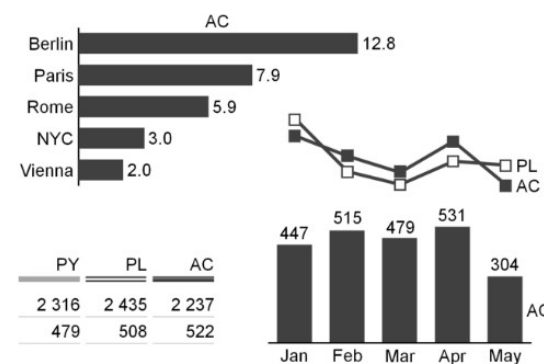 AC
Berlin 12.8
Paris 7.9
Rome 5.9
NYC 3.0
Vienna 2.0
PL
AC
PY PL AC
2 316 2 435 2 237
479 508 522
447 515 479 531 304
AC
Jan Feb Mar Apr May